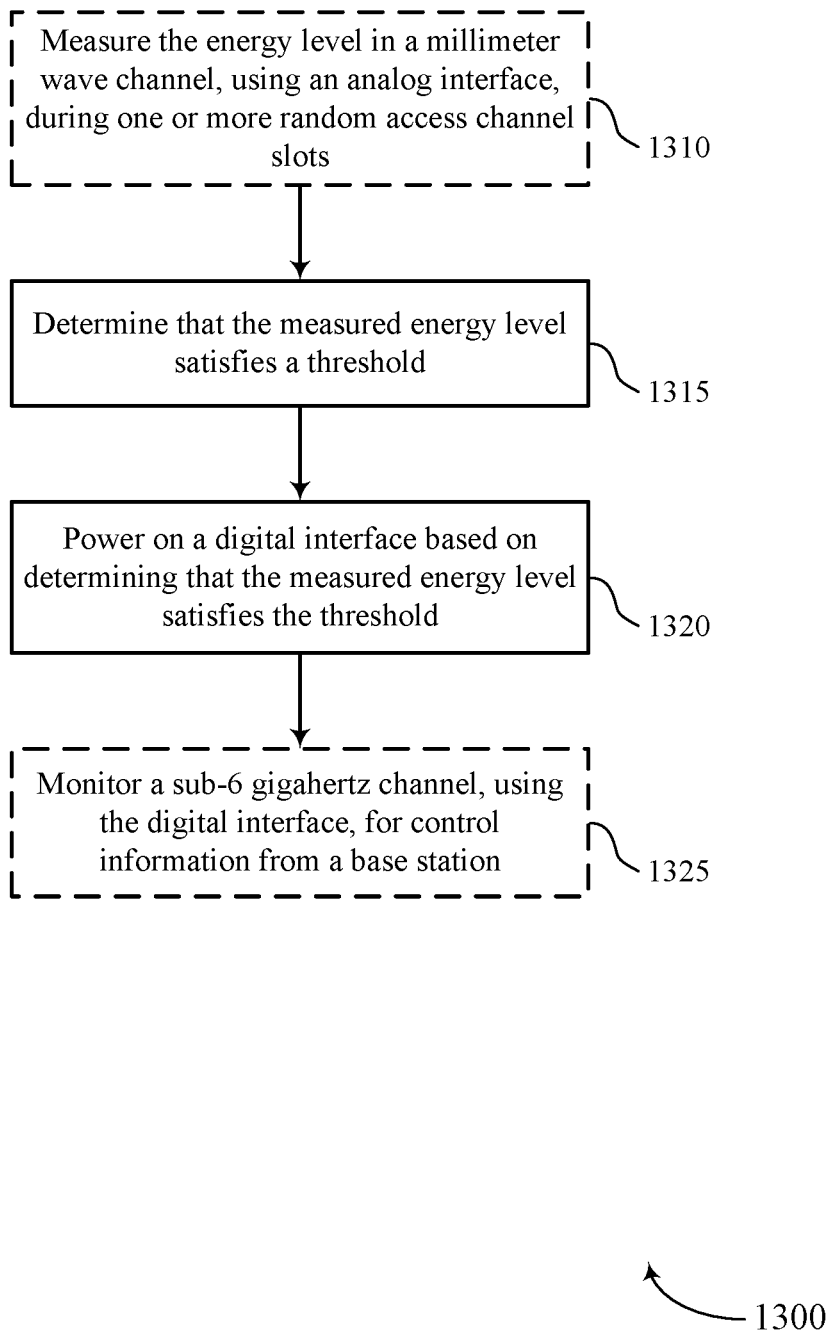 Measure the energy level in a millimeter
wave channel, using an analog interface,
during one or more random access channel
slots
1310
Determine that the measured energy level
satisfies a threshold
1315
Power on a digital interface based on
determining that the measured energy level
satisfies the threshold
1320
Monitor a sub-6 gigahertz channel, using
the digital interface, for control
information from a base station
1325
1300